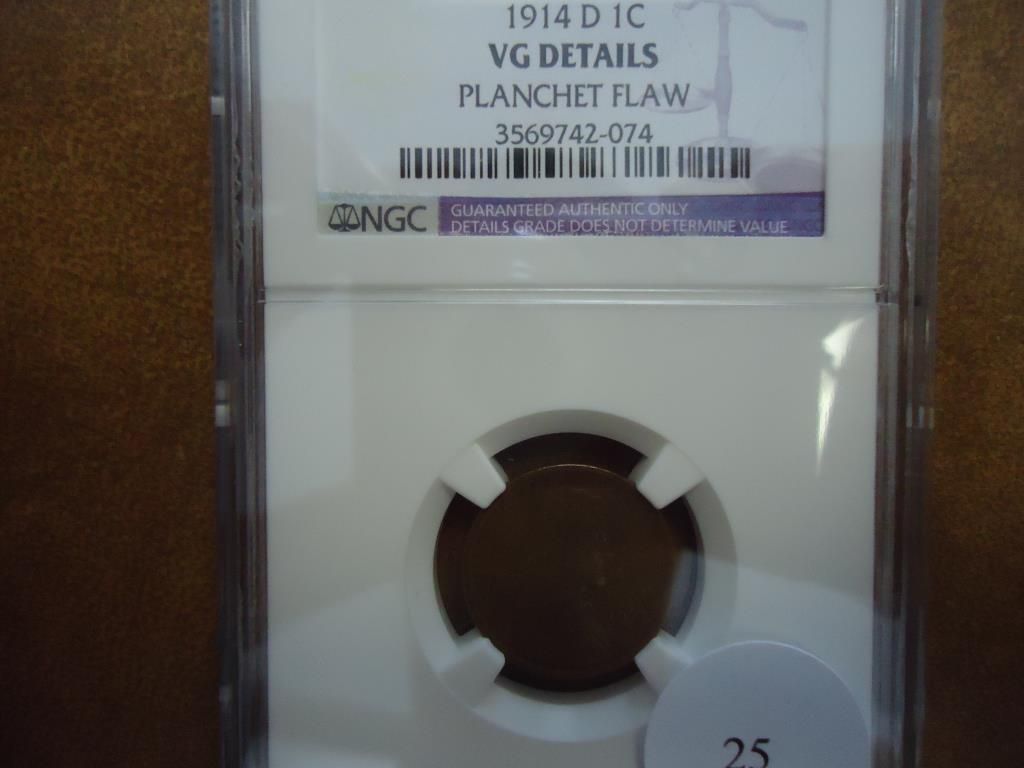 1914 D 1C
VG DETAILS
PLANCHET FLAW
3569742-074
NGC
GUARANTEED AUTHENTIC ONLY
DETAILS GRADE DOES NOT DETERMINE VALUE
25